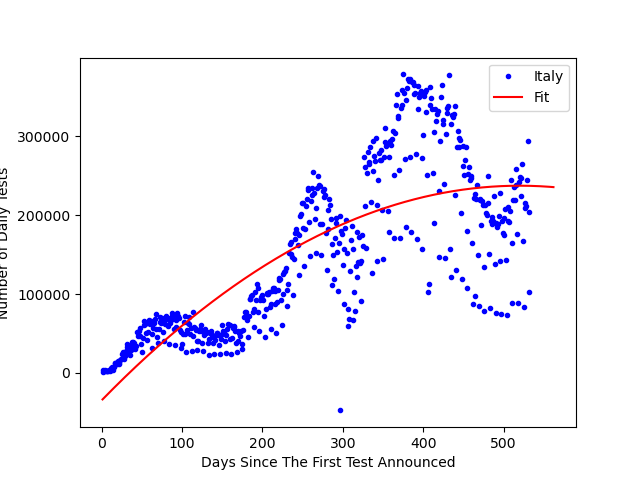 Italy
Fit
300000
200000
100000
0
Number of Daily Tests
0 100 200 300 400 500
Days Since The First Test Announced